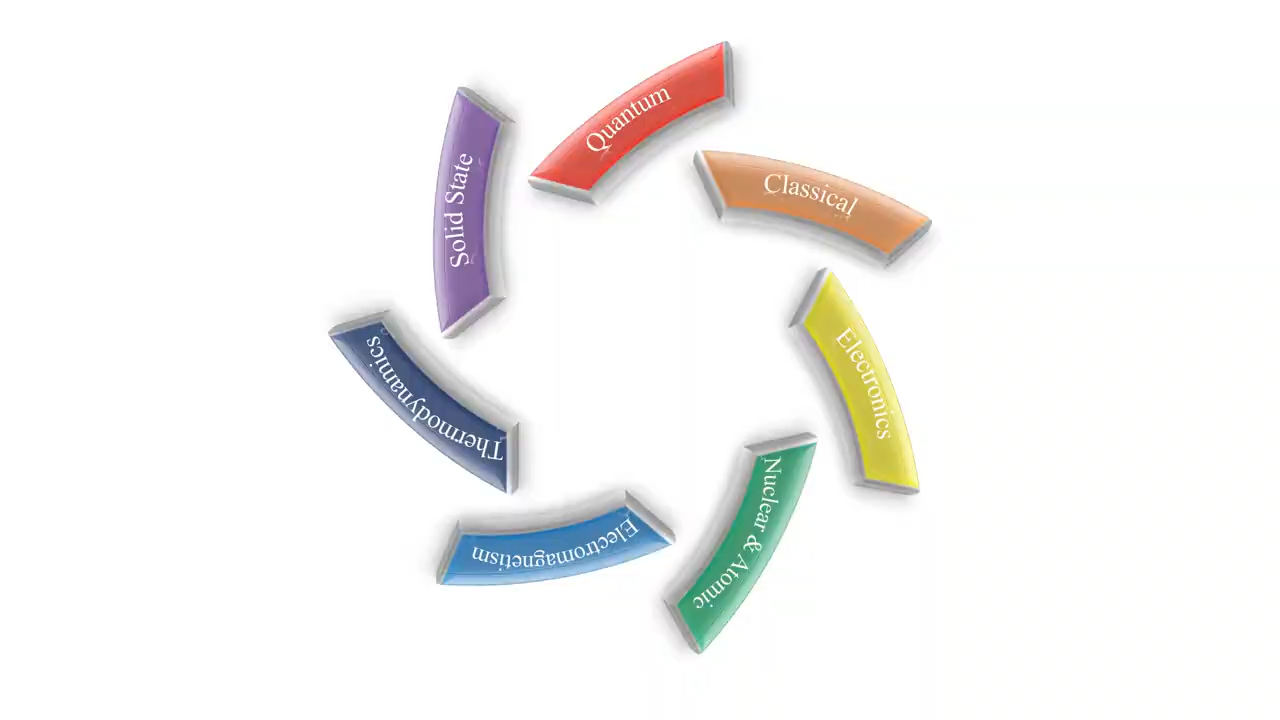 Quantum
Classical
Electronics
Nuclear & Atomic
Electromagnetism
Thermodynamics
Solid State